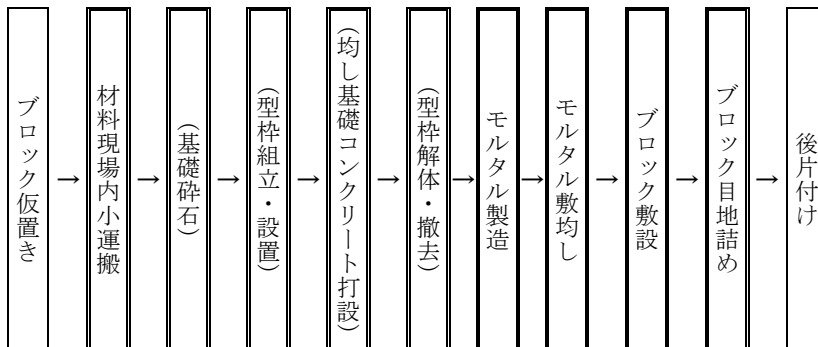 ブロック仮置き
→
材料現場内小運搬
→
(基礎砕石)
→
(型枠組立・設置)
→
(均し基礎コンクリート打設)
→
(型枠解体・撤去)
→
モルタル製造
→
モルタル敷均し
→
ブロック敷設
→
ブロック目地詰め
→
後片付け